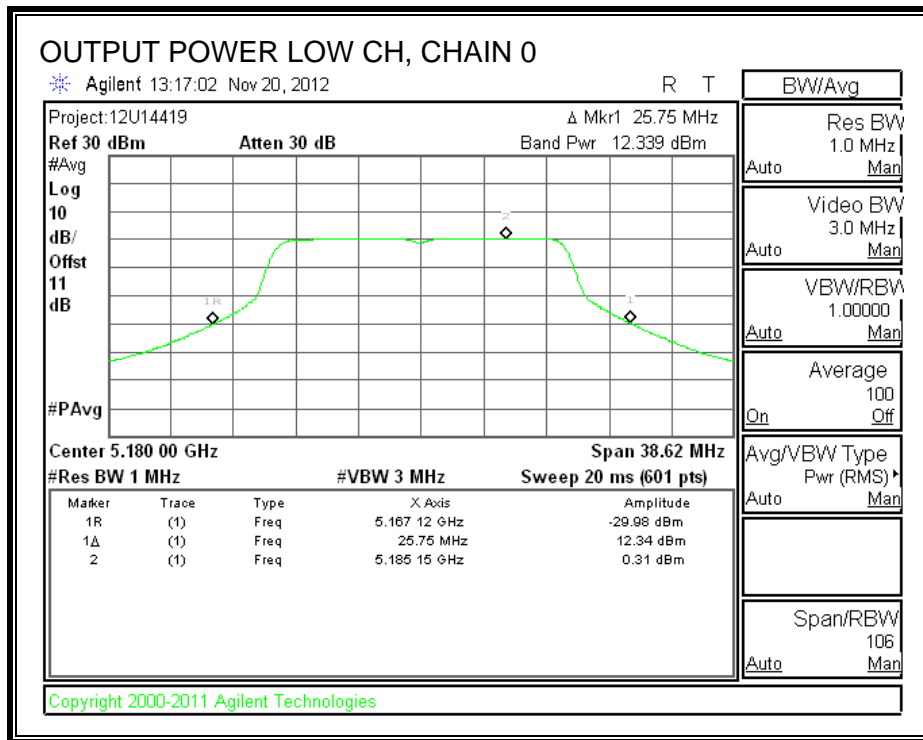 OUTPUT POWER LOW CH, CHAIN 0
Agilent 13:17:02 Nov 20, 2012 R T
BW/Avg
Project:12U14419 Δ Mkr1 25.75 MHz
Ref 30 dBm Atten 30 dB Band Pwr 12.339 dBm
#Avg
Log
10
dB/
Offst
11
dB
#PAvg
1R
2
1
Center 5.180 00 GHz Span 38.62 MHz
#Res BW 1 MHz #VBW 3 MHz Sweep 20 ms (601 pts)
Marker Trace Type X Axis Amplitude
1R (1) Freq 5.167 12 GHz -29.98 dBm
1Δ (1) Freq 25.75 MHz 12.34 dBm
2 (1) Freq 5.185 15 GHz 0.31 dBm
Res BW
1.0 MHz
Auto Man
Video BW
3.0 MHz
Auto Man
VBW/RBW
1.00000
Auto Man
Average
100
On Off
Avg/VBW Type
Pwr (RMS)
Auto Man
Span/RBW
106
Auto Man
Copyright 2000-2011 Agilent Technologies